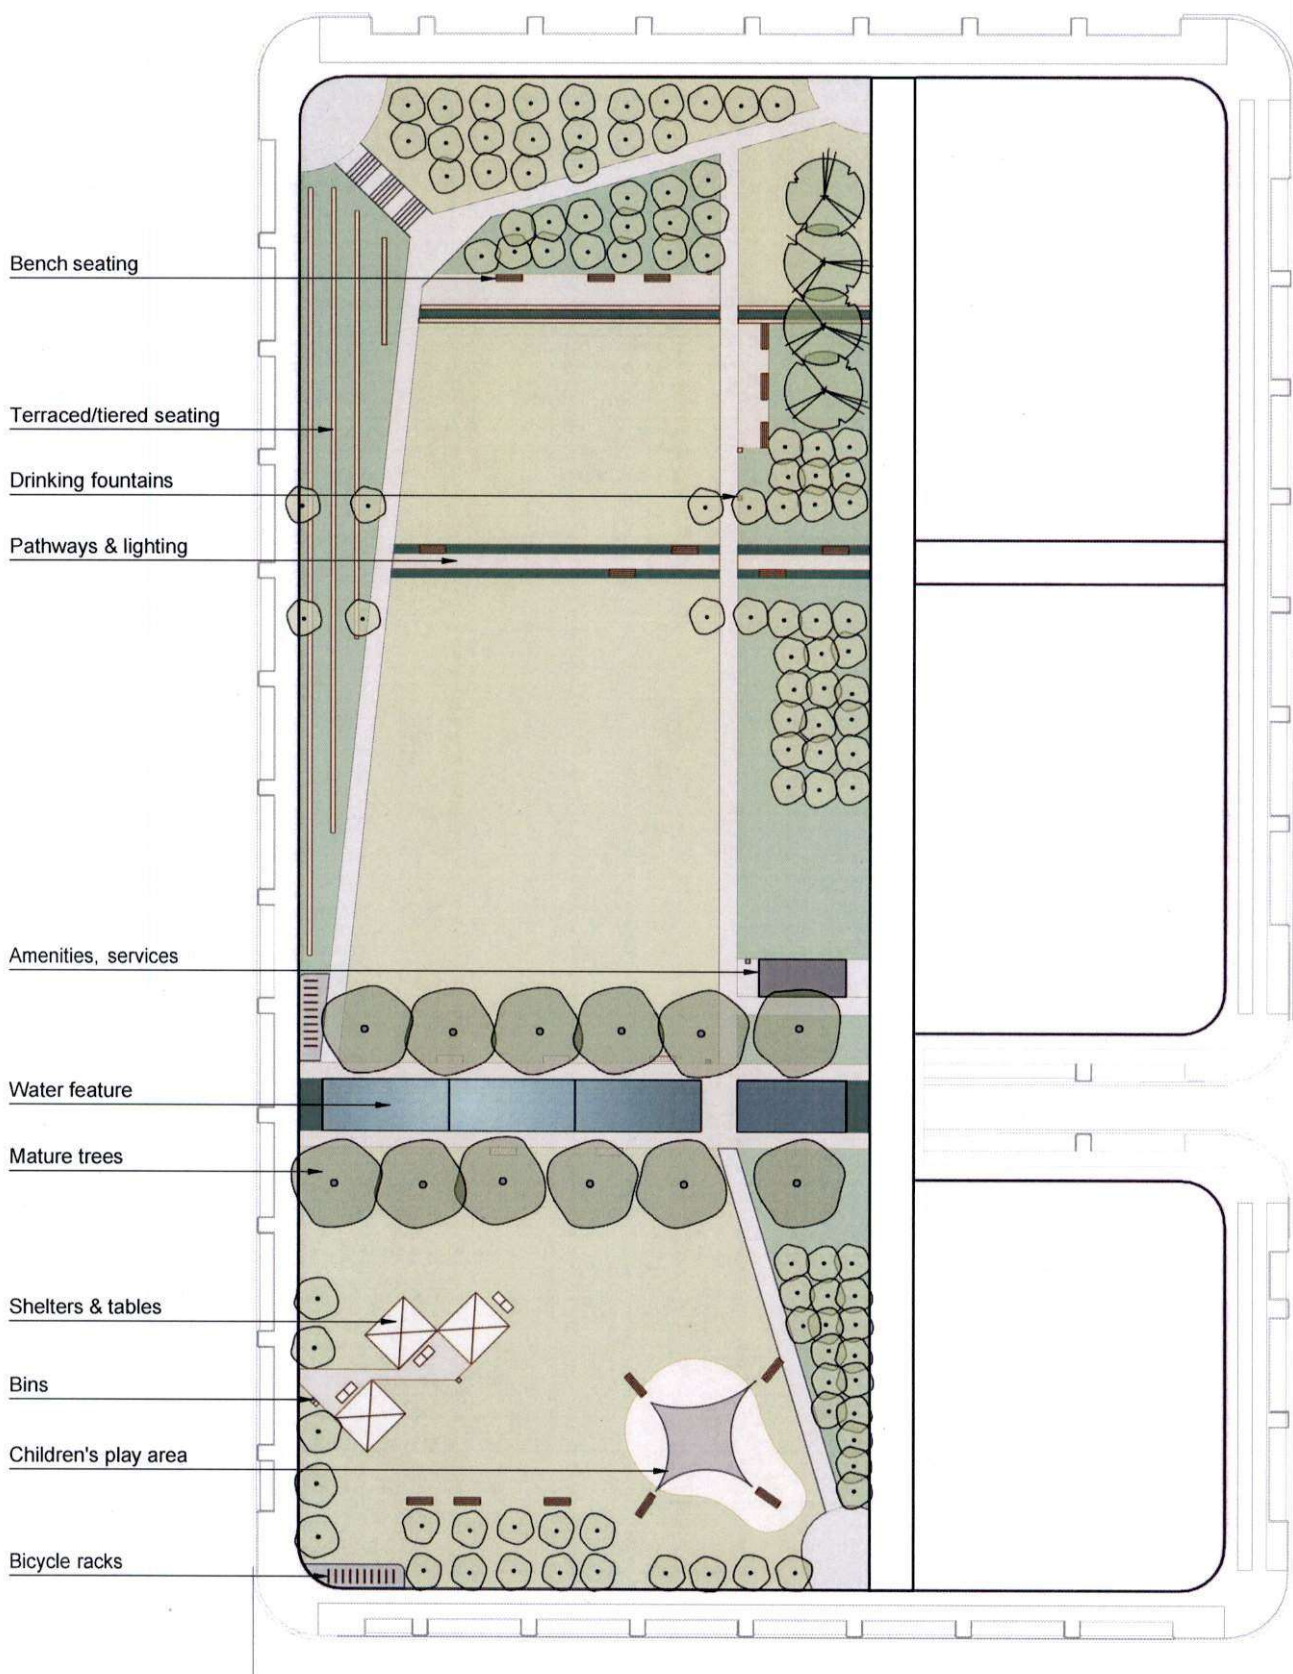 Bench seating
Terraced/tiered seating
Drinking fountains
Pathways & lighting
Amenities, services
Water feature
Mature trees
Shelters & tables
Bins
Children's play area
Bicycle racks